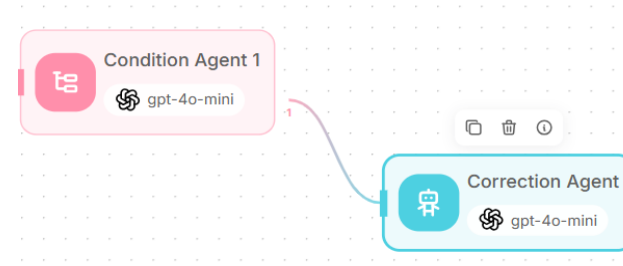 Condition Agent 1
gpt-4o-mini
1
Correction Agent
gpt-4o-mini